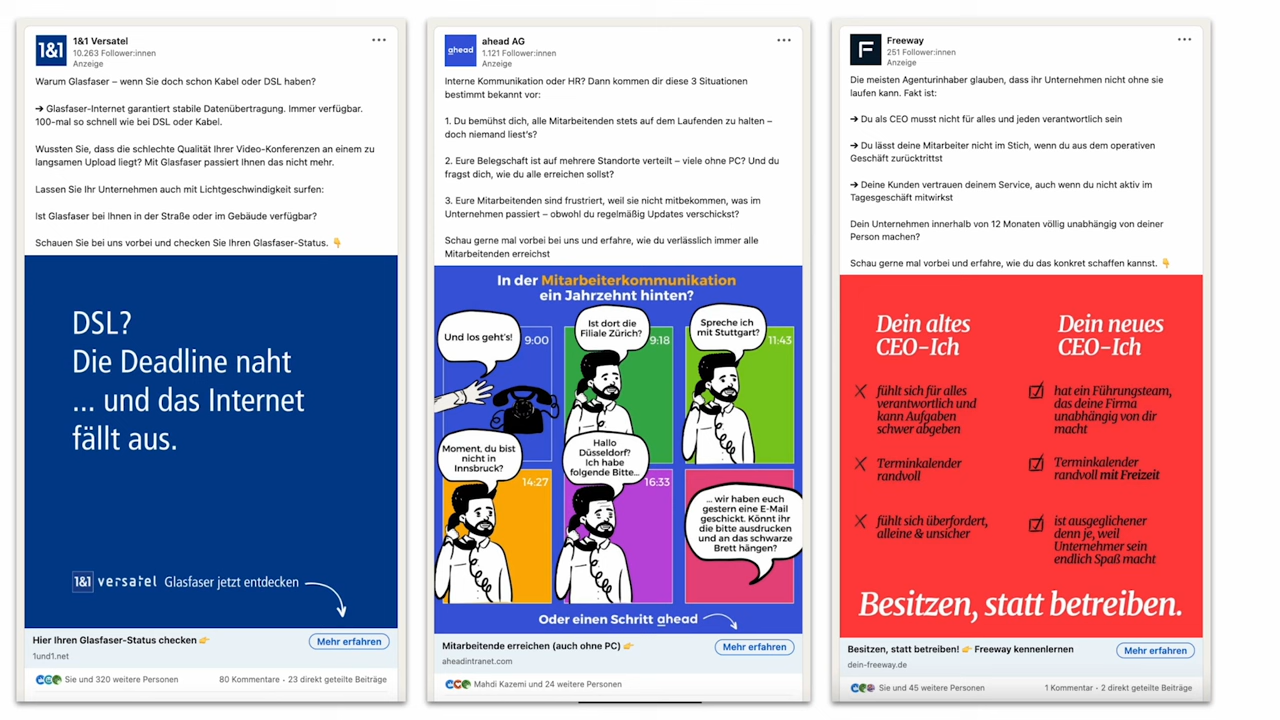 1&1
1&1 Versatel
10.263 Follower:innen
Anzeige
Warum Glasfaser – wenn Sie doch schon Kabel oder DSL haben?
➔ Glasfaser-Internet garantiert stabile Datenübertragung. Immer verfügbar.
100-mal so schnell wie bei DSL oder Kabel.
Wussten Sie, dass die schlechte Qualität Ihrer Video-Konferenzen an einem zu
langsamen Upload liegt? Mit Glasfaser passiert Ihnen das nicht mehr.
Lassen Sie Ihr Unternehmen auch mit Lichtgeschwindigkeit surfen:
Ist Glasfaser bei Ihnen in der Straße oder im Gebäude verfügbar?
Schauen Sie bei uns vorbei und checken Sie Ihren Glasfaser-Status. 👇
DSL?
Die Deadline naht
... und das Internet
fällt aus.
1&1 versatel Glasfaser jetzt entdecken
Hier Ihren Glasfaser-Status checken 👉
1und1.net
Mehr erfahren
Sie und 320 weitere Personen
80 Kommentare · 23 direkt geteilte Beiträge
ahead
ahead AG
1.121 Follower:innen
Anzeige
Interne Kommunikation oder HR? Dann kommen dir diese 3 Situationen
bestimmt bekannt vor:
1. Du bemühst dich, alle Mitarbeitenden stets auf dem Laufenden zu halten –
doch niemand liest's?
2. Eure Belegschaft ist auf mehrere Standorte verteilt – viele ohne PC? Und du
fragst dich, wie du alle erreichen sollst?
3. Eure Mitarbeitenden sind frustriert, weil sie nicht mitbekommen, was im
Unternehmen passiert – obwohl du regelmäßig Updates verschickst?
Schau gerne mal vorbei bei uns und erfahre, wie du verlässlich immer alle
Mitarbeitenden erreichst
In der Mitarbeiterkommunikation
ein Jahrzehnt hinten?
Und los geht's!
9:00
Ist dort die
Filiale Zürich?
9:18
Spreche ich
mit Stuttgart?
11:43
Moment, du bist
nicht in
Innsbruck?
14:27
Hallo
Düsseldorf?
Ich habe
folgende Bitte...
16:33
... wir haben euch
gestern eine E-Mail
geschickt. Könnt ihr
die bitte ausdrucken
und an das schwarze
Brett hängen?
Oder einen Schritt ahead
Mitarbeitende erreichen (auch ohne PC) 👉
aheadintranet.com
Mehr erfahren
Mahdi Kazemi und 24 weitere Personen
F
Freeway
251 Follower:innen
Anzeige
Die meisten Agenturinhaber glauben, dass ihr Unternehmen nicht ohne sie
laufen kann. Fakt ist:
➔ Du als CEO musst nicht für alles und jeden verantwortlich sein
➔ Du lässt deine Mitarbeiter nicht im Stich, wenn du aus dem operativen
Geschäft zurücktrittst
➔ Deine Kunden vertrauen deinem Service, auch wenn du nicht aktiv im
Tagesgeschäft mitwirkst
Dein Unternehmen innerhalb von 12 Monaten völlig unabhängig von deiner
Person machen?
Schau gerne mal vorbei und erfahre, wie du das konkret schaffen kannst. 👇
Dein altes
CEO-Ich
fühlt sich für alles
verantwortlich und
kann Aufgaben
schwer abgeben
Terminkalender
randvoll
fühlt sich überfordert,
alleine & unsicher
Dein neues
CEO-Ich
hat ein Führungsteam,
das deine Firma
unabhängig von dir
macht
Terminkalender
randvoll mit Freizeit
ist ausgeglichener
denn je, weil
Unternehmer sein
endlich Spaß macht
Besitzen, statt betreiben.
Besitzen, statt betreiben! 👉 Freeway kennenlernen
dein-freeway.de
Mehr erfahren
Sie und 45 weitere Personen
1 Kommentar · 2 direkt geteilte Beiträge